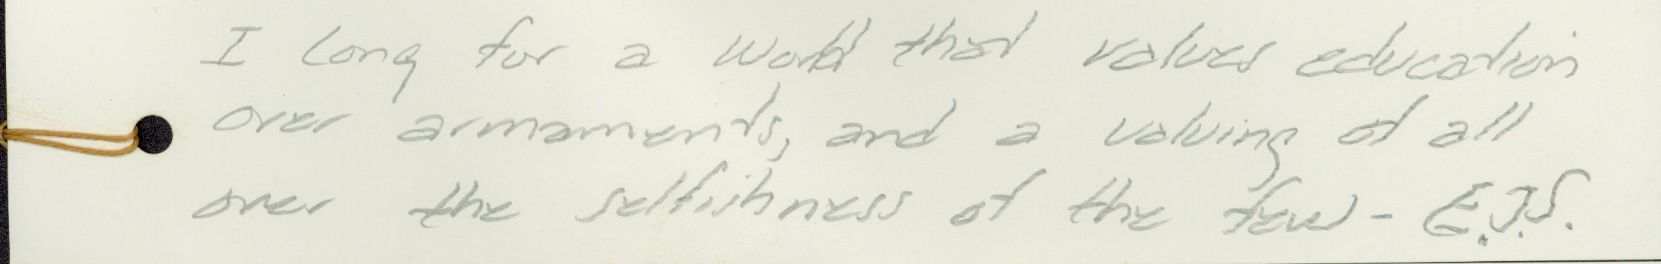 I long for a world that values education
over armaments, and a valuing of all
over the selfishness of the few - E.J.S.